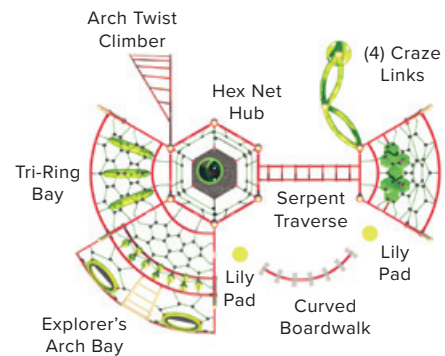 Arch Twist
Climber
(4) Craze
Links
Hex Net
Hub
Tri-Ring
Bay
Serpent
Traverse
Lily
Pad
Lily
Pad
Curved
Boardwalk
Explorer's
Arch Bay